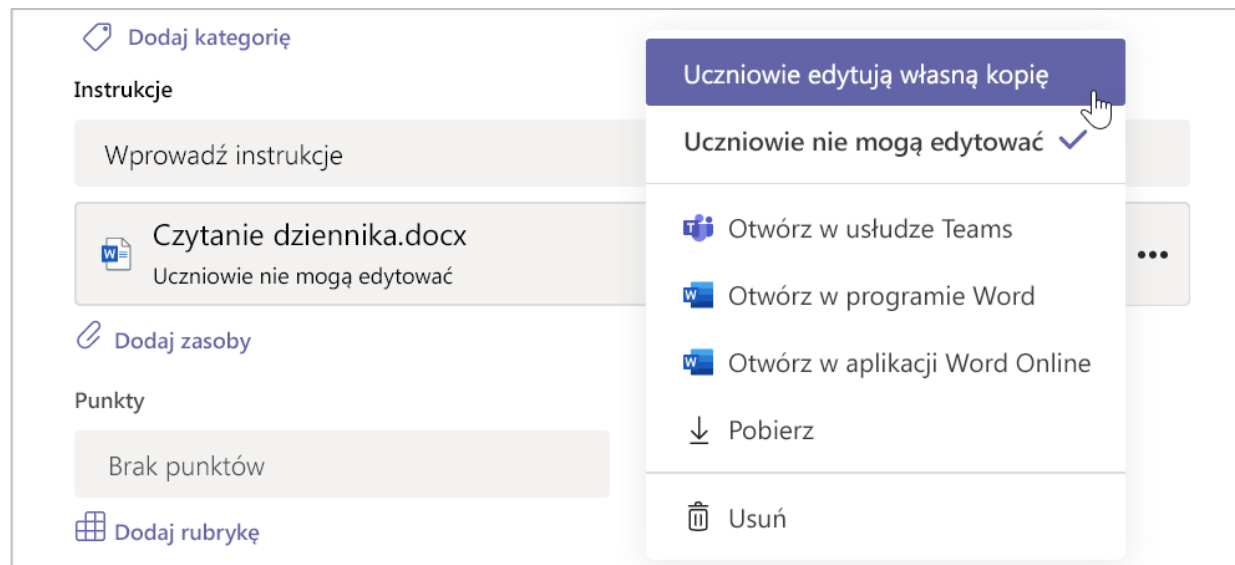 Dodaj kategorię
Instrukcje
Wprowadź instrukcje
Czytanie dziennika.docx
Uczniowie nie mogą edytować
Dodaj zasoby
Punkty
Brak punktów
Dodaj rubrykę
Uczniowie edytują własną kopię
Uczniowie nie mogą edytować
Otwórz w usłudze Teams
Otwórz w programie Word
Otwórz w aplikacji Word Online
Pobierz
Usuń